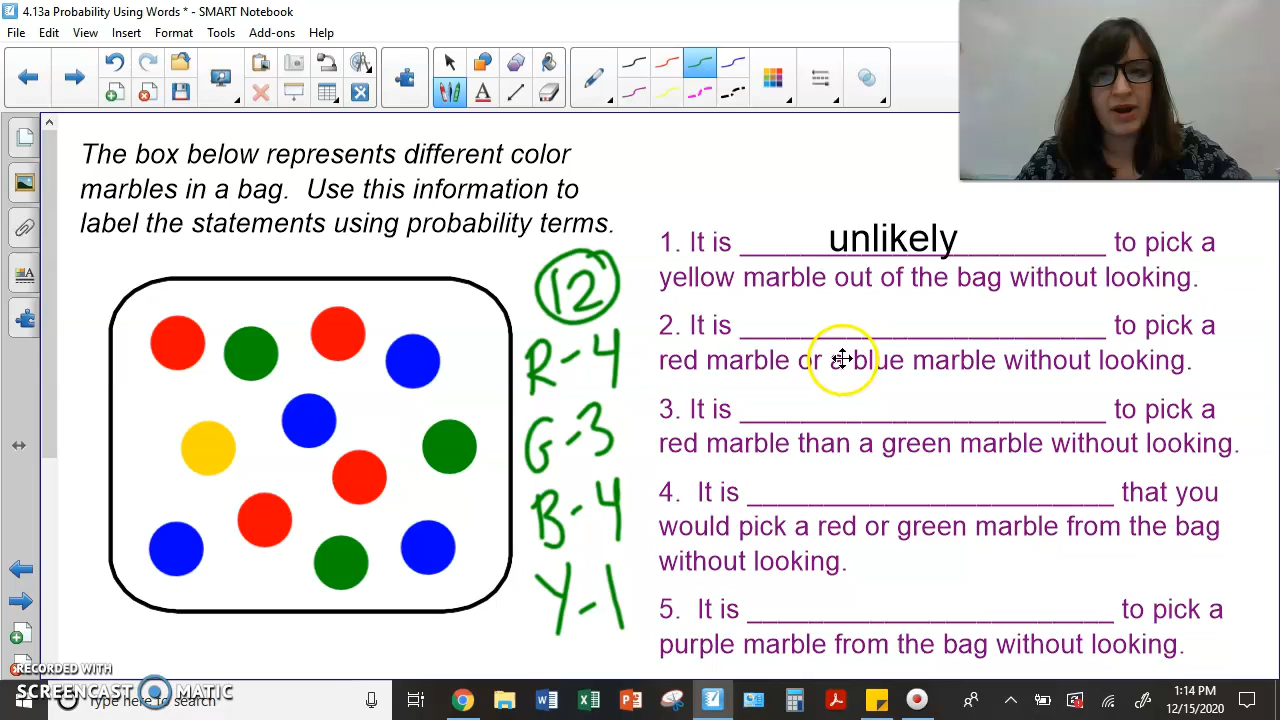 4.13a Probability Using Words * - SMART Notebook
File Edit View Insert Format Tools Add-ons Help
The box below represents different color
marbles in a bag. Use this information to
label the statements using probability terms.
12
R-4
G-3
B-4
Y-1
1. It is ______unlikely__________ to pick a
yellow marble out of the bag without looking.
2. It is ______________________ to pick a
red marble or a blue marble without looking.
3. It is ______________________ to pick a
red marble than a green marble without looking.
4. It is ______________________ that you
would pick a red or green marble from the bag
without looking.
5. It is ______________________ to pick a
purple marble from the bag without looking.
RECORDED WITH
SCREENCAST MATIC
Type here to search
1:14 PM
12/15/2020